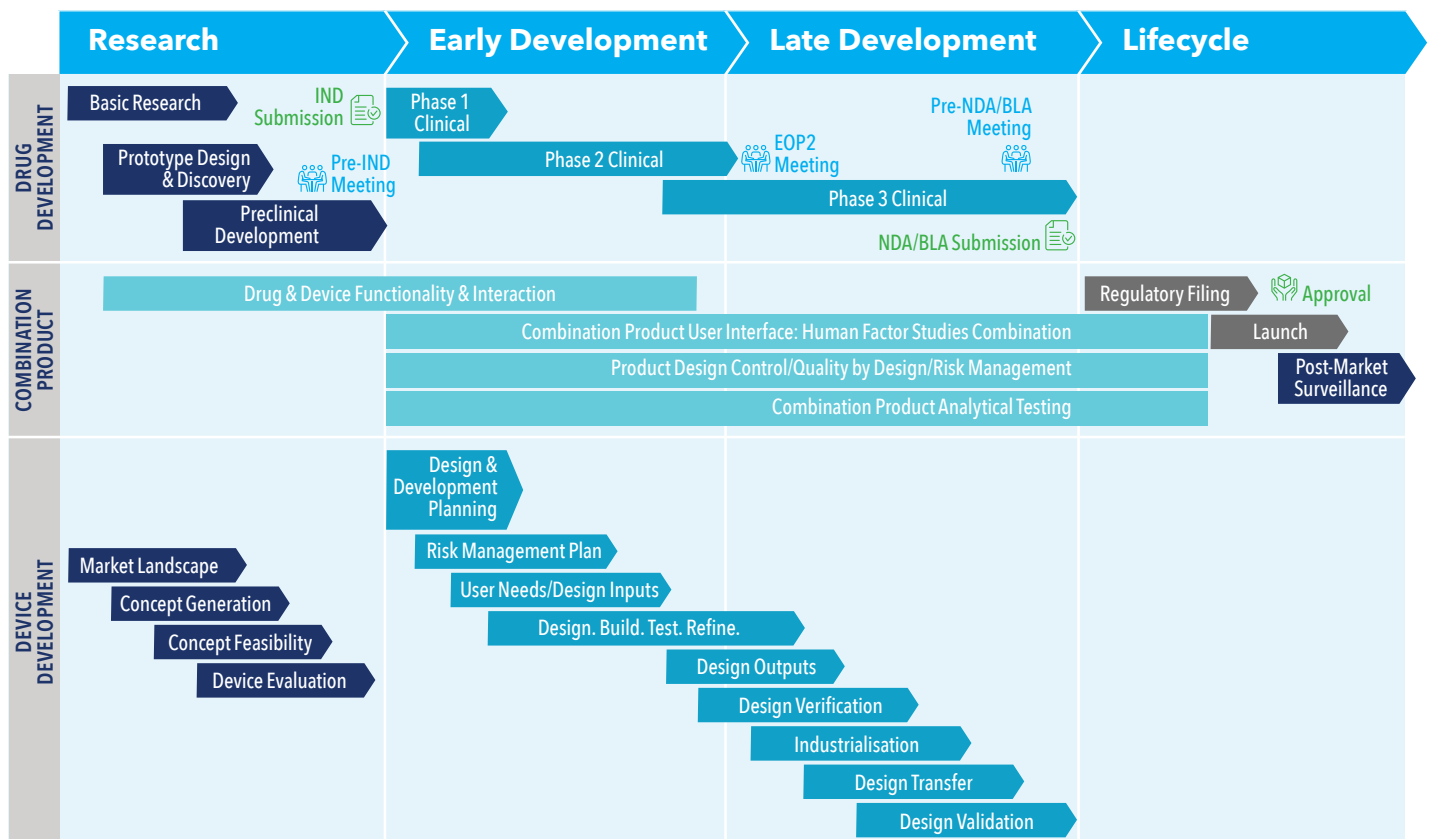 Research
Early Development
Late Development
Lifecycle
DRUG
DEVELOPMENT
Basic Research
IND
Submission
Phase 1
Clinical
Pre-NDA/BLA
Meeting
Prototype Design
& Discovery
Pre-IND
Meeting
Phase 2 Clinical
EOP2
Meeting
Preclinical
Development
Phase 3 Clinical
NDA/BLA Submission
COMBINATION
PRODUCT
Drug & Device Functionality & Interaction
Regulatory Filing
Approval
Combination Product User Interface: Human Factor Studies Combination
Launch
Product Design Control/Quality by Design/Risk Management
Post-Market
Surveillance
Combination Product Analytical Testing
DEVICE
DEVELOPMENT
Design &
Development
Planning
Market Landscape
Risk Management Plan
Concept Generation
User Needs/Design Inputs
Concept Feasibility
Design. Build. Test. Refine.
Device Evaluation
Design Outputs
Design Verification
Industrialisation
Design Transfer
Design Validation